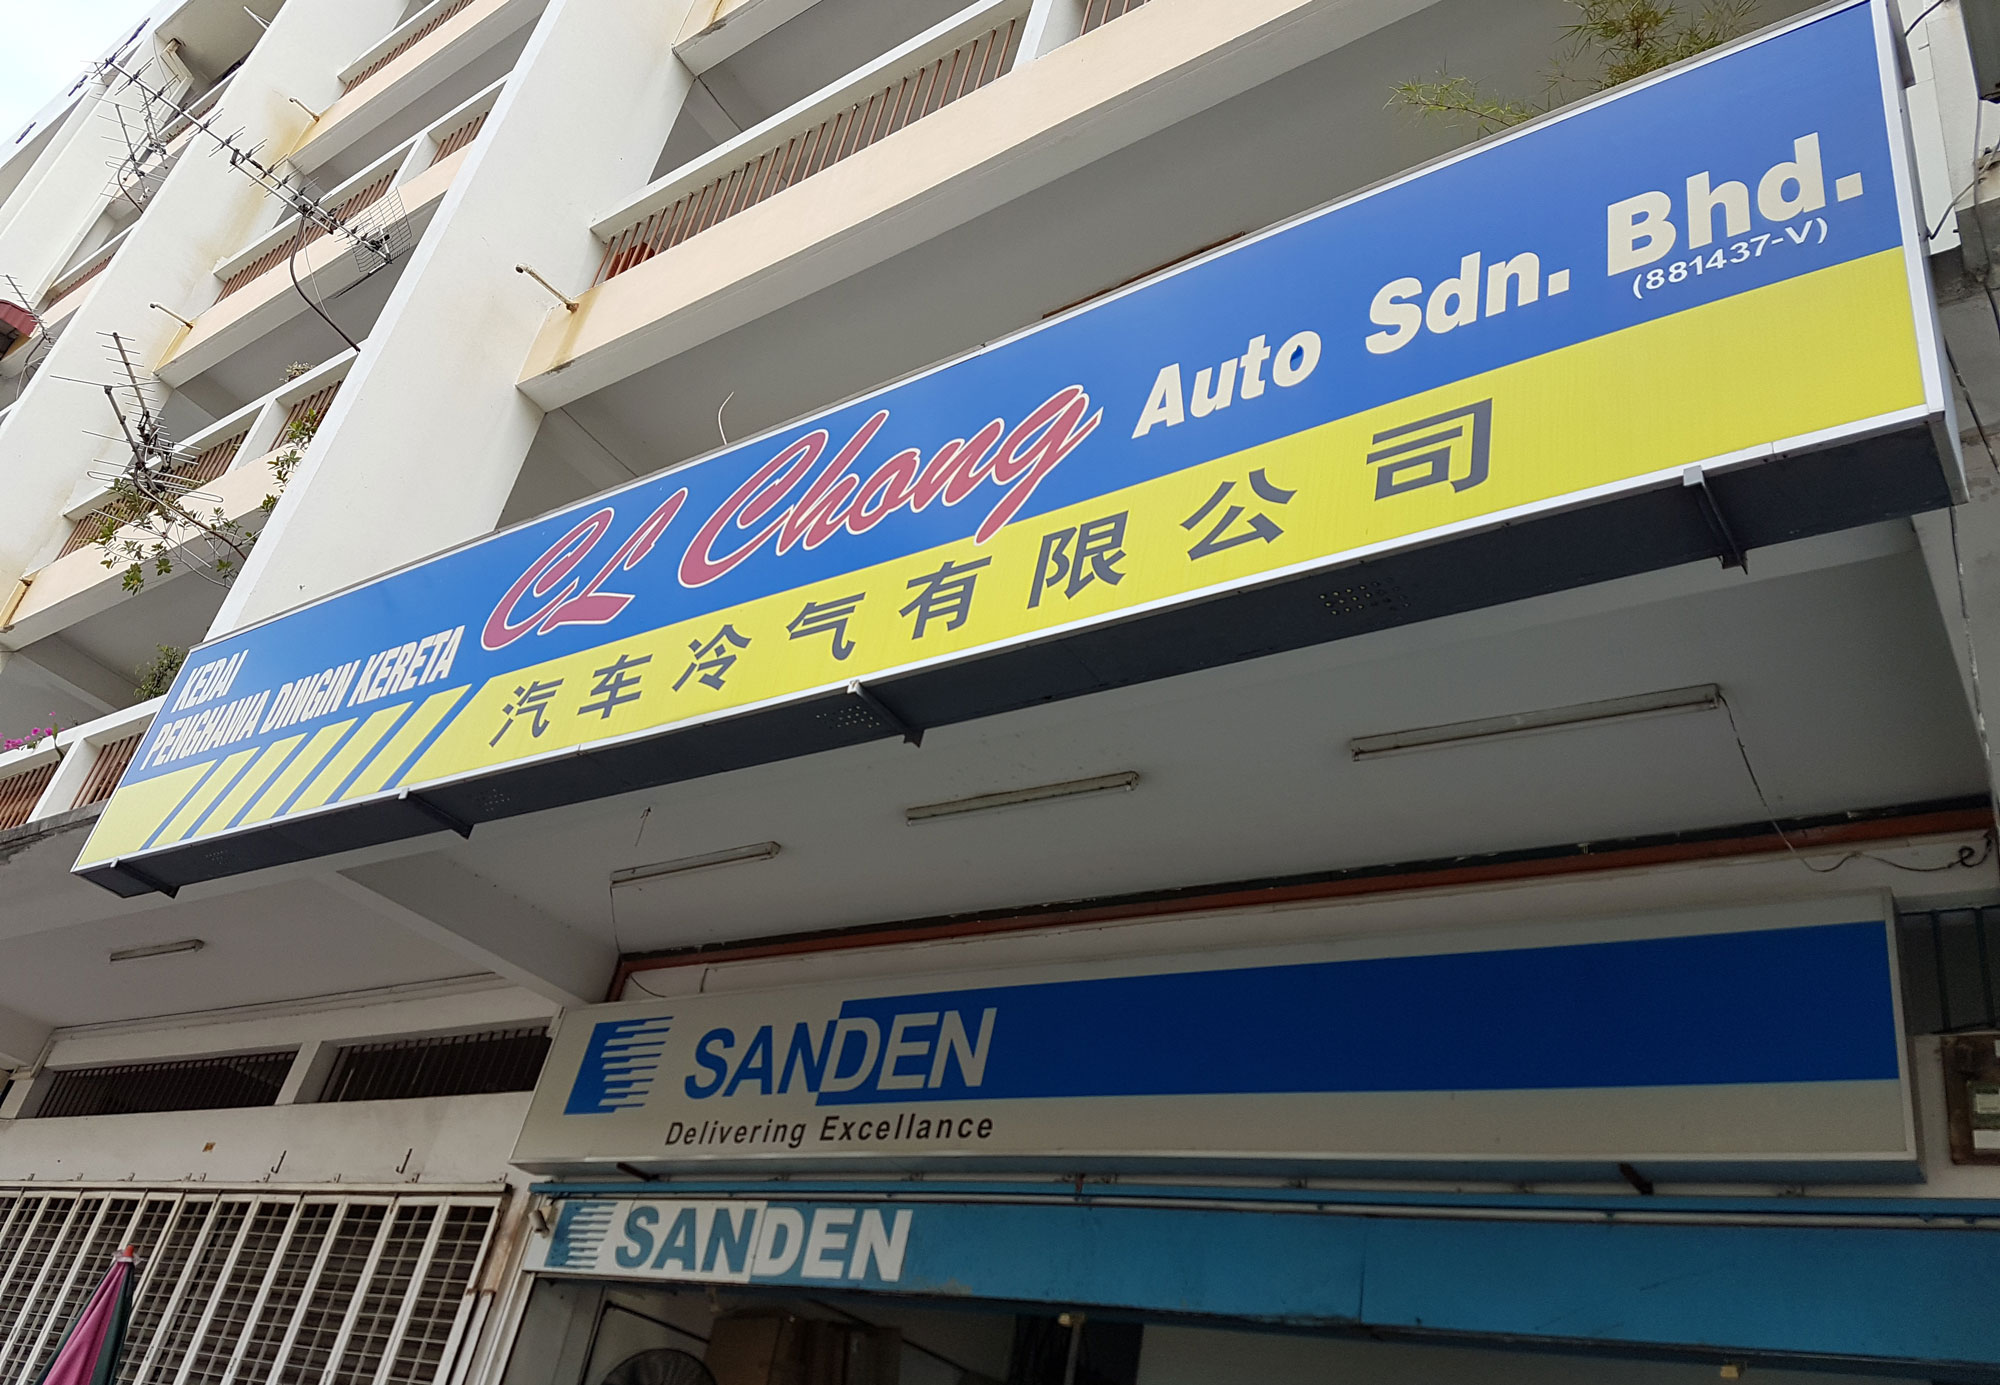 KEDAI
PENGHAWA DINGIN KERETA
CL Chong Auto Sdn. Bhd.
(881437-V)
汽车冷气有限公司
SANDEN
Delivering Excellance
SANDEN